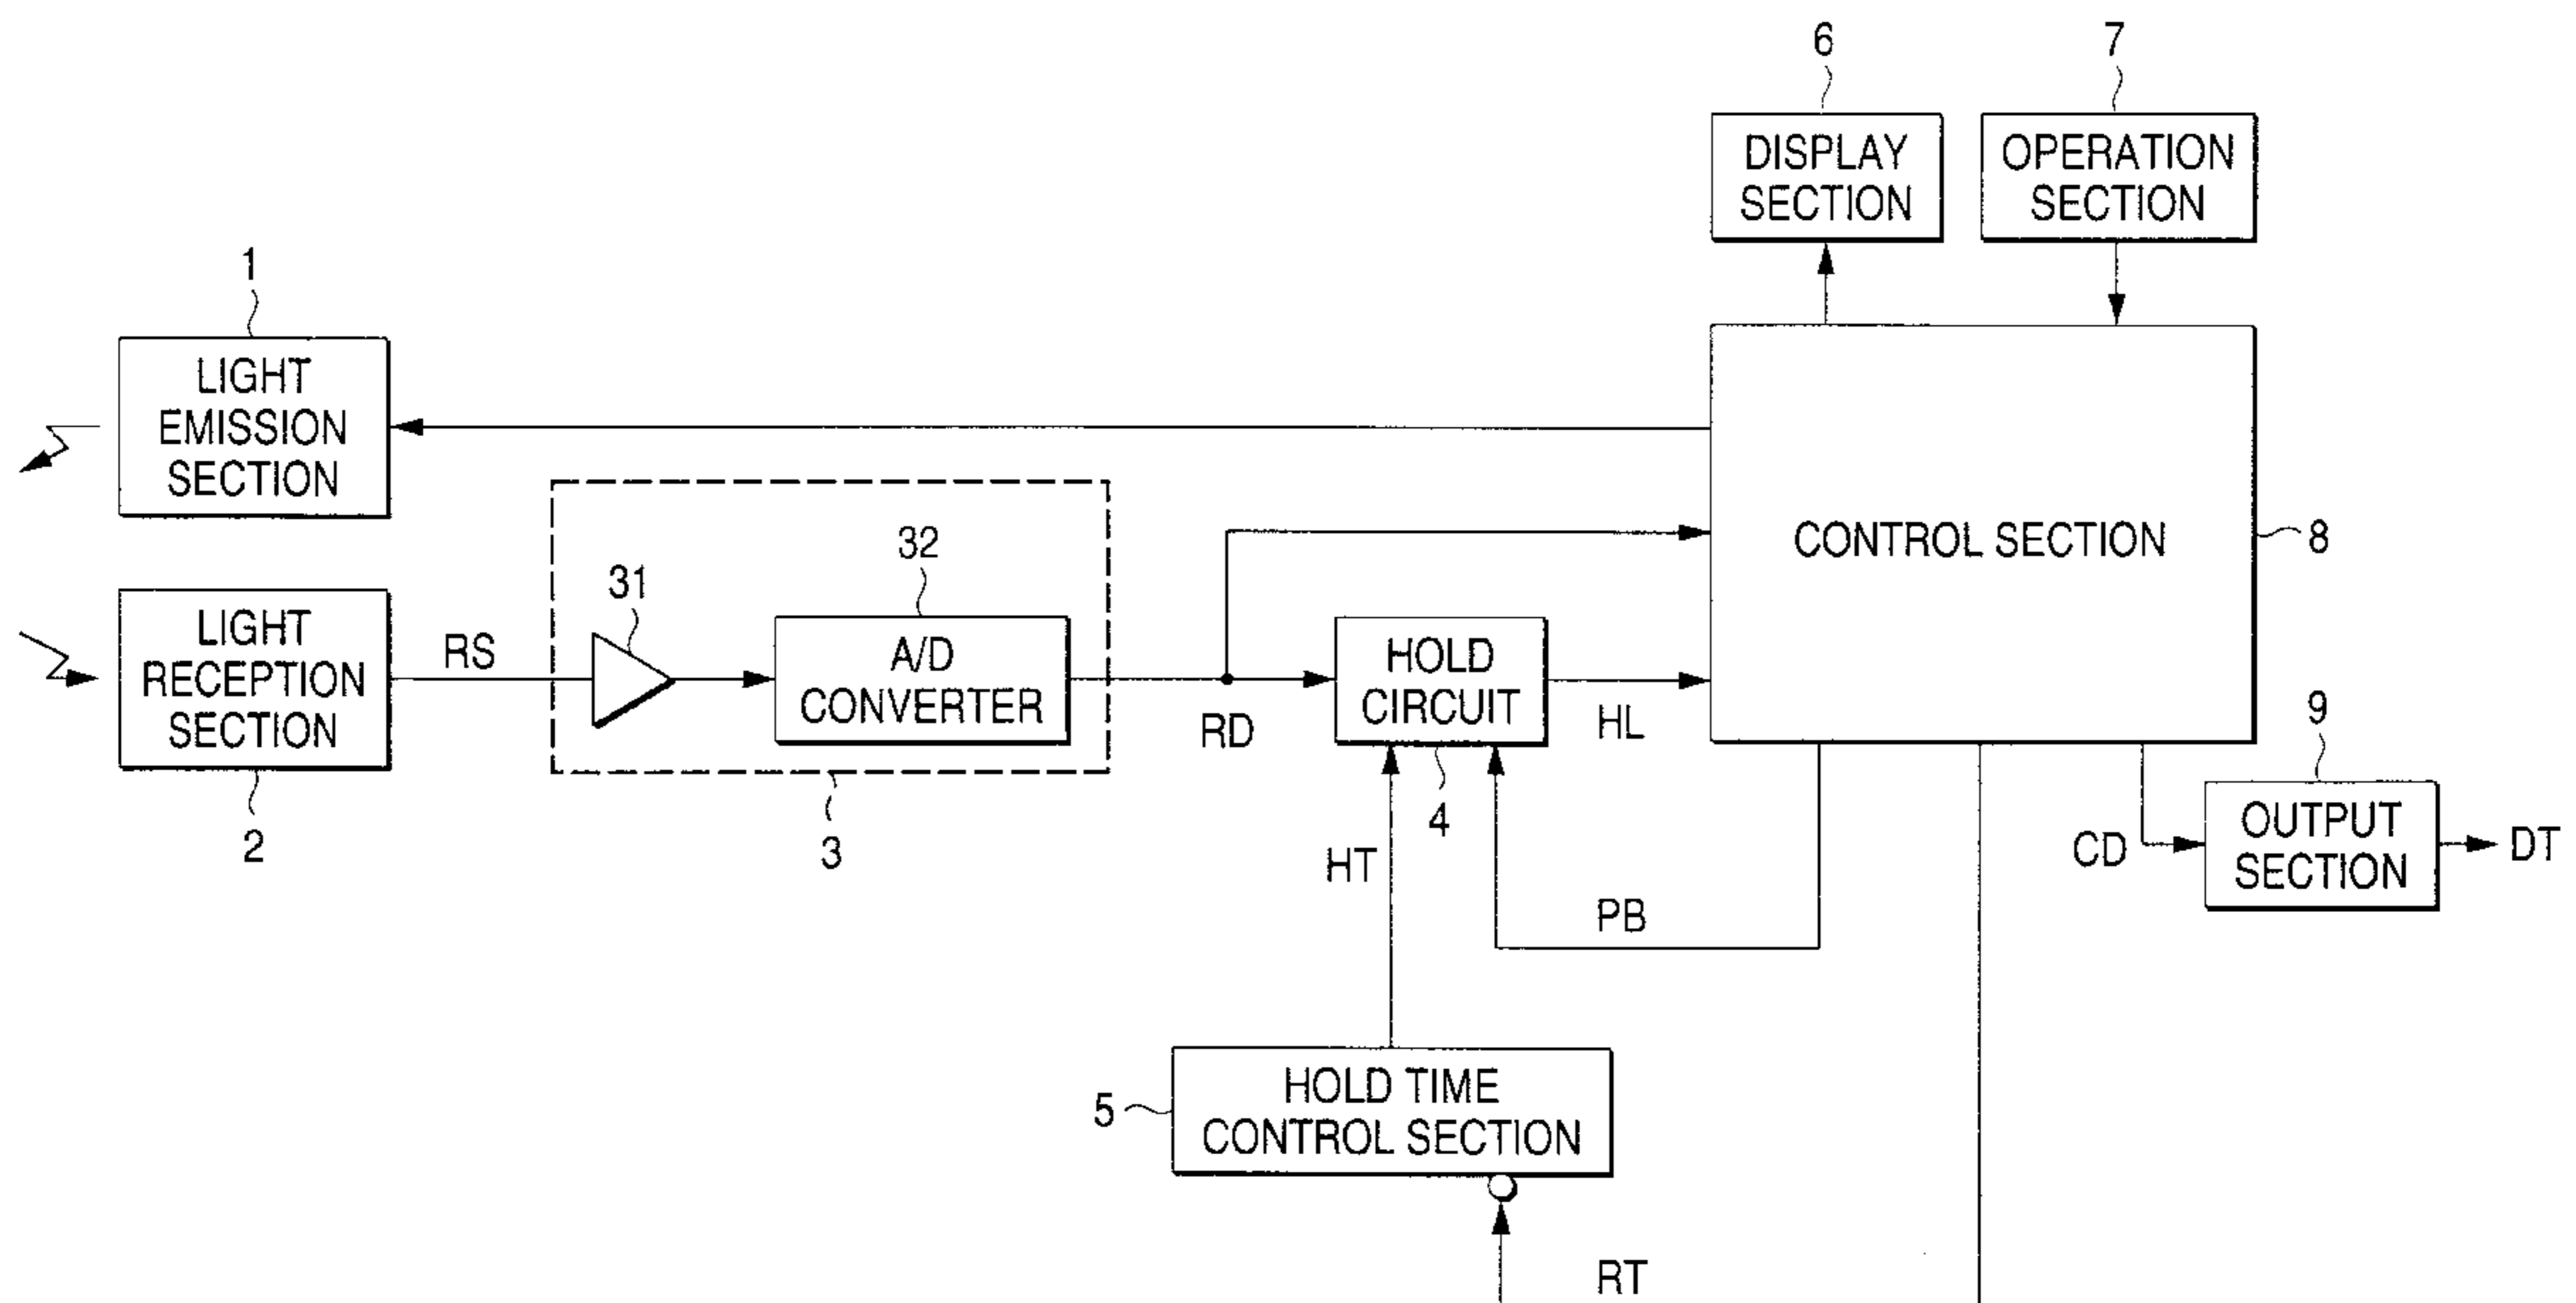 6
7
DISPLAY
SECTION
OPERATION
SECTION
1
LIGHT
EMISSION
SECTION
CONTROL SECTION
8
32
31
LIGHT
RECEPTION
SECTION
2
RS
A/D
CONVERTER
3
RD
HOLD
CIRCUIT
4
HL
9
OUTPUT
SECTION
CD
DT
HT
PB
5
HOLD TIME
CONTROL SECTION
RT